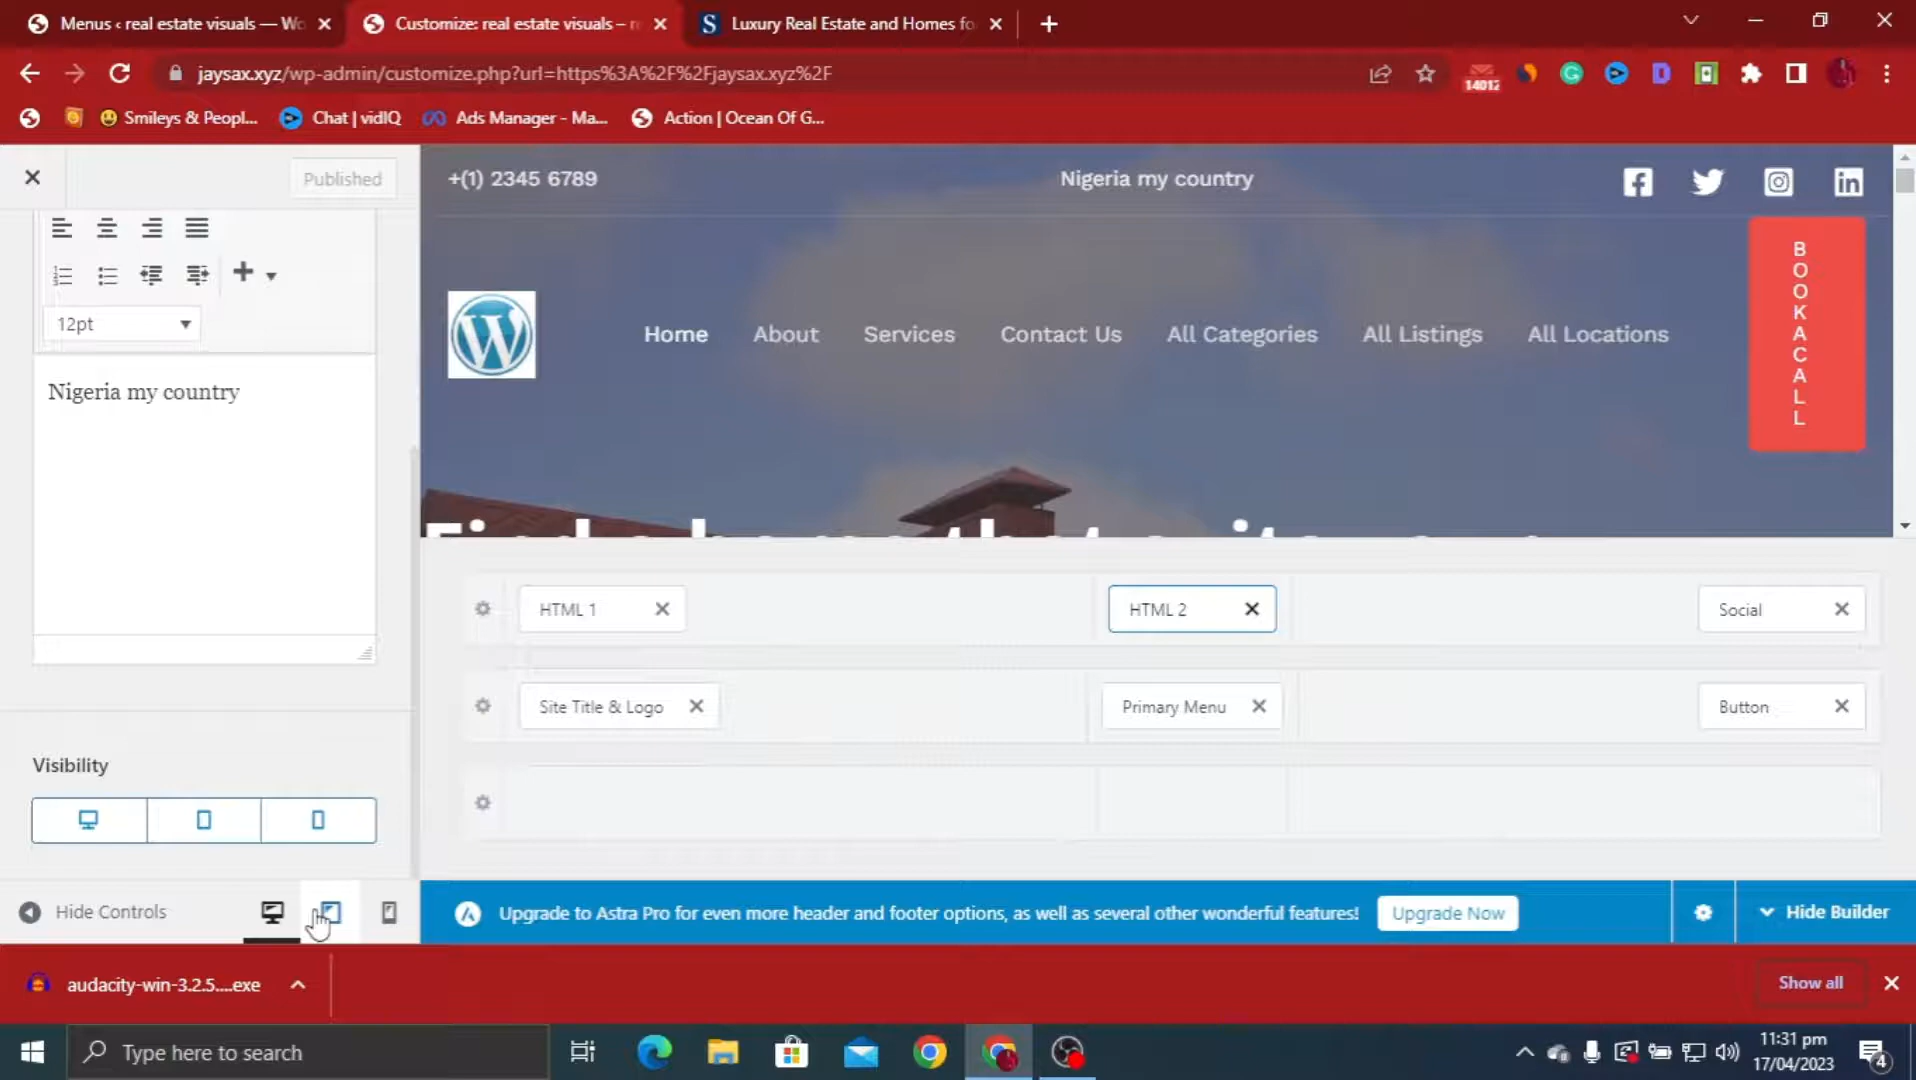 Menus ‹ real estate visuals — Wo
Customize: real estate visuals – r
Luxury Real Estate and Homes fo
jaysax.xyz/wp-admin/customize.php?url=https%3A%2F%2Fjaysax.xyz%2F
14012
Smileys & Peopl...
Chat | vidIQ
Ads Manager - Ma...
Action | Ocean Of G...
Published
+(1) 2345 6789
Nigeria my country
Home
About
Services
Contact Us
All Categories
All Listings
All Locations
B
O
O
K
A
C
A
L
L
12pt
Nigeria my country
HTML 1
HTML 2
Social
Site Title & Logo
Primary Menu
Button
Visibility
Hide Controls
Upgrade to Astra Pro for even more header and footer options, as well as several other wonderful features!
Upgrade Now
Hide Builder
audacity-win-3.2.5....exe
Show all
Type here to search
11:31 pm
17/04/2023
4